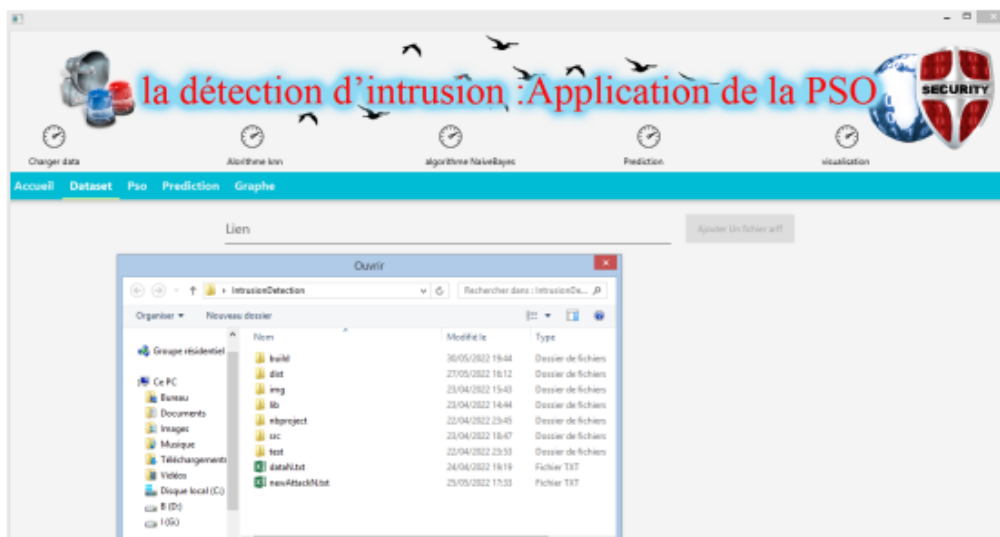 la détection d'intrusion :Application de la PSO
SECURITY
Charger data
Alorithme knn
algorithme NaiveBayes
Prediction
visualisation
Accueil Dataset Pso Prediction Graphe
Lien
Ajouter Un fichier arff
Ouvrir
IntrusionDetection
Rechercher dans : IntrusionDe...
Organiser
Nouveau dossier
Nom Modifié le Type
Groupe résidentiel
Ce PC
Bureau
Documents
Images
Musique
Téléchargements
Vidéos
Disque local (C:)
B (D:)
I (G:)
build 30/05/2022 19:44 Dossier de fichiers
dist 27/05/2022 16:12 Dossier de fichiers
img 23/04/2022 15:43 Dossier de fichiers
lib 23/04/2022 14:44 Dossier de fichiers
nbproject 22/04/2022 23:45 Dossier de fichiers
src 23/04/2022 18:47 Dossier de fichiers
test 22/04/2022 23:53 Dossier de fichiers
dataN.txt 24/04/2022 19:19 Fichier TXT
newAttackN.txt 25/05/2022 17:33 Fichier TXT